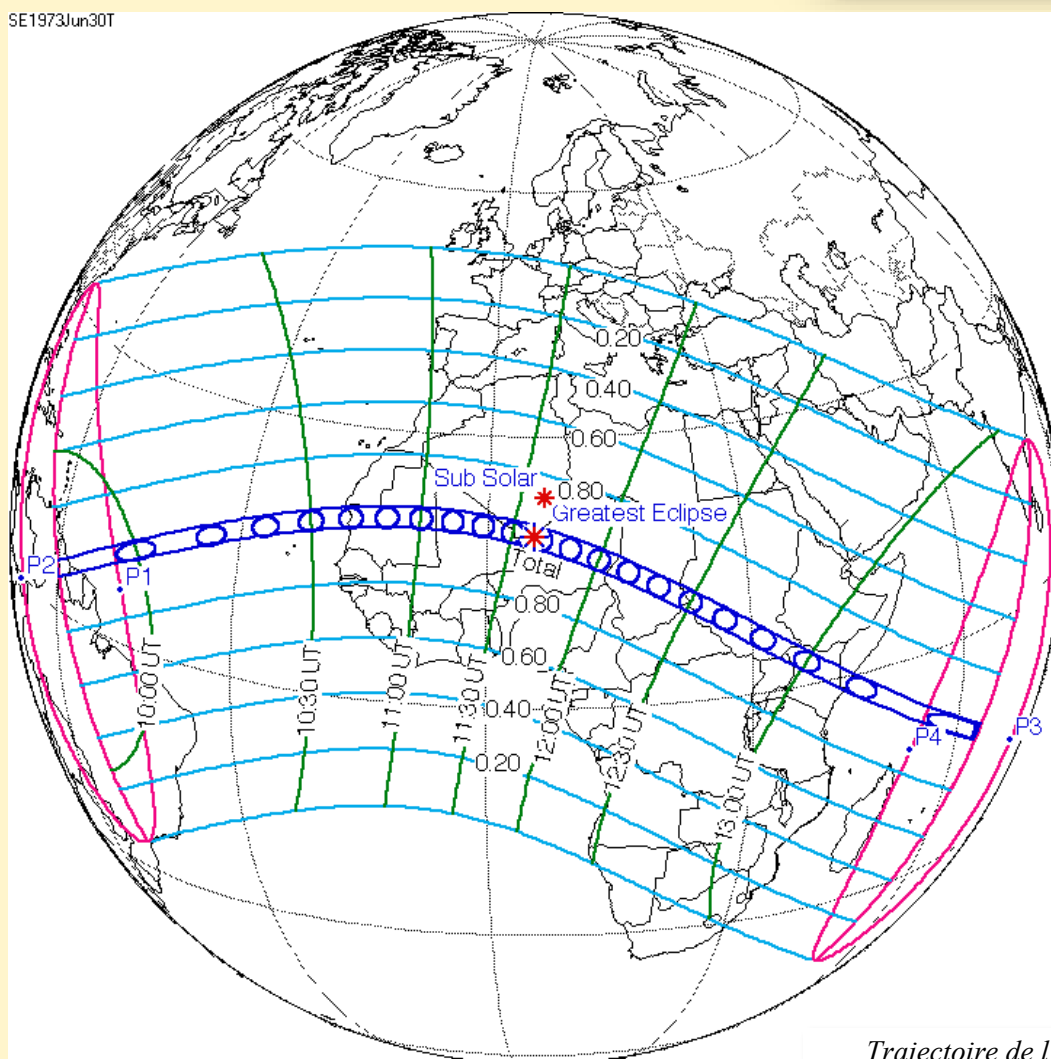 SE1973Jun30T
0.20
0.40
0.60
Sub Solar
0.80
Greatest Eclipse
P2
P1
Total
0.80
0.60
10:00 UT
10:30 UT
11:00 UT
11:30 UT
12:00 UT
12:30 UT
13:00 UT
0.40
P4
P3
0.20
Trajectoire de l